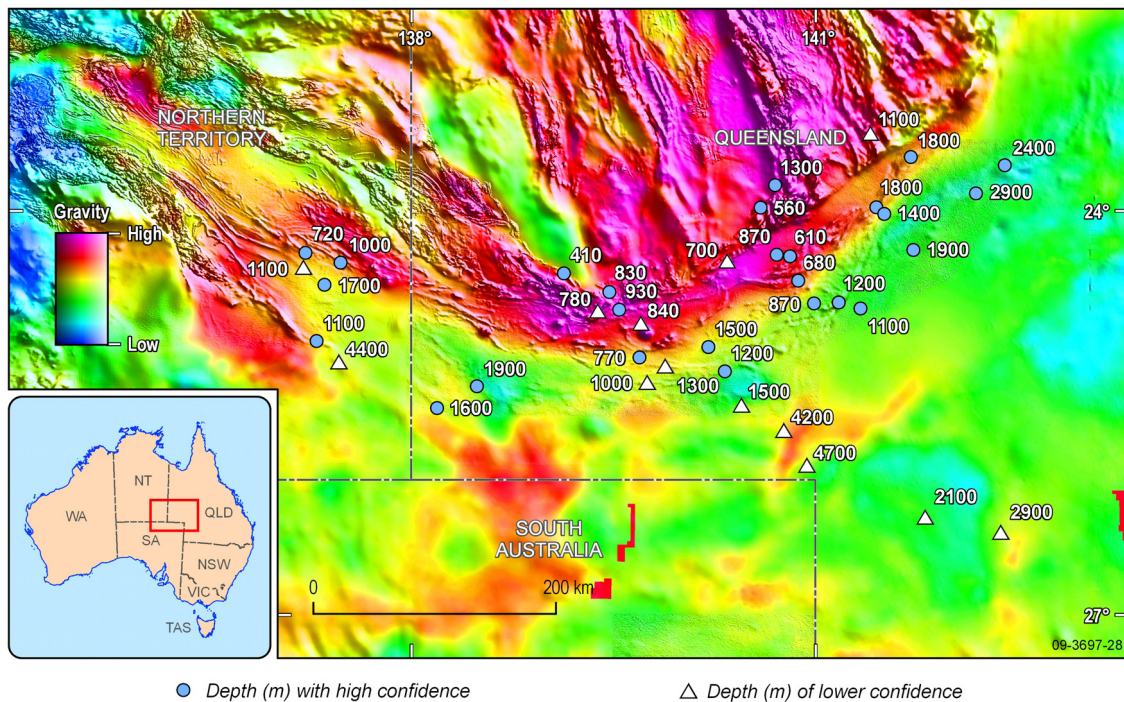 138°
141°
NORTHERN
TERRITORY
QUEENSLAND
1100
1800
2400
1300
2900
Gravity
High
Low
560
1800
1400
24°
720
1000
870
610
1900
1100
700
680
1700
410
830
780
930
840
870
1200
1100
1100
4400
1500
770
1200
1900
1000
1300
1500
1600
4200
4700
2100
2900
SOUTH
AUSTRALIA
0
200 km
27°
09-3697-28
NT
WA
QLD
SA
NSW
VIC
TAS
Depth (m) with high confidence
Depth (m) of lower confidence